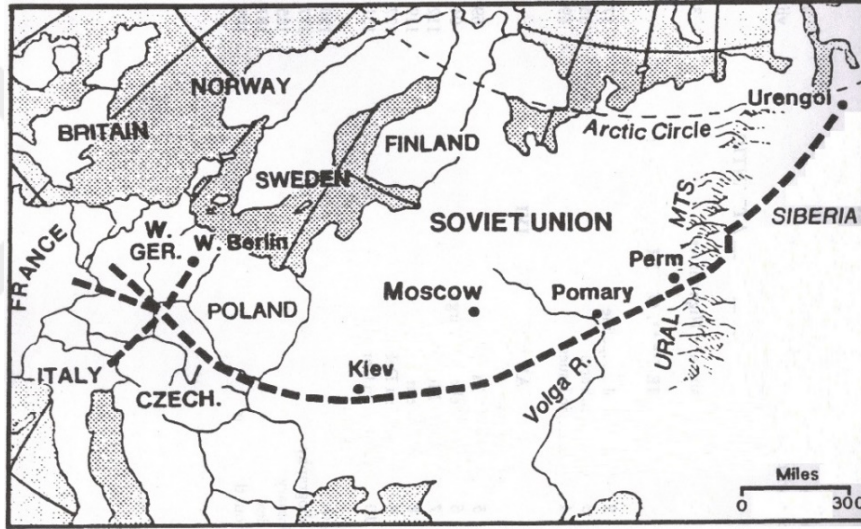 NORWAY
BRITAIN
FINLAND
SWEDEN
Urengoi
Arctic Circle
SOVIET UNION
SIBERIA
URAL MTS
Perm
Pomary
Moscow
W.
GER.
W. Berlin
FRANCE
POLAND
Kiev
ITALY
CZECH.
Volga R.
Miles
0 30